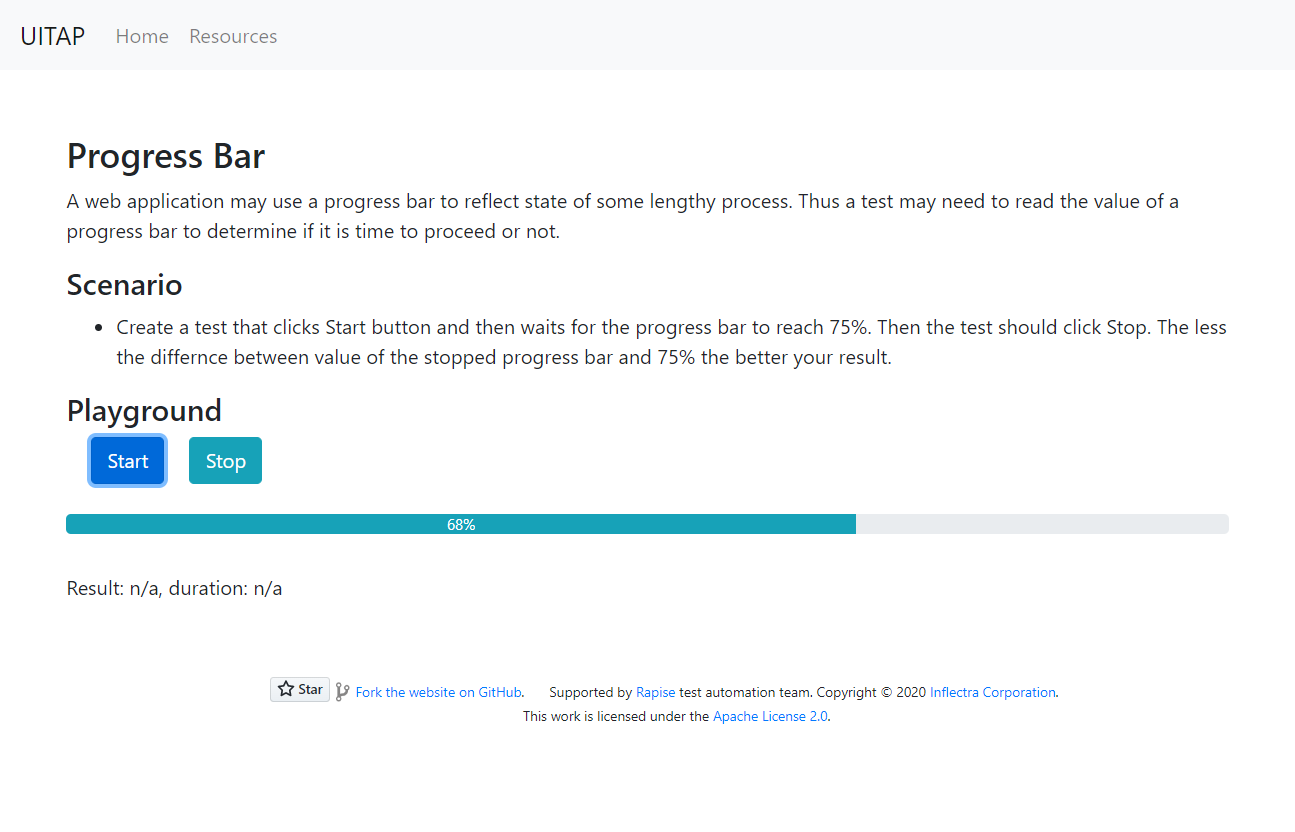 UITAP Home Resources
Progress Bar
A web application may use a progress bar to reflect state of some lengthy process. Thus a test may need to read the value of a
progress bar to determine if it is time to proceed or not.
Scenario
• Create a test that clicks Start button and then waits for the progress bar to reach 75%. Then the test should click Stop. The less
the differnce between value of the stopped progress bar and 75% the better your result.
Playground
Start Stop
68%
Result: n/a, duration: n/a
Star Fork the website on GitHub. Supported by Rapise test automation team. Copyright © 2020 Inflectra Corporation.
This work is licensed under the Apache License 2.0.